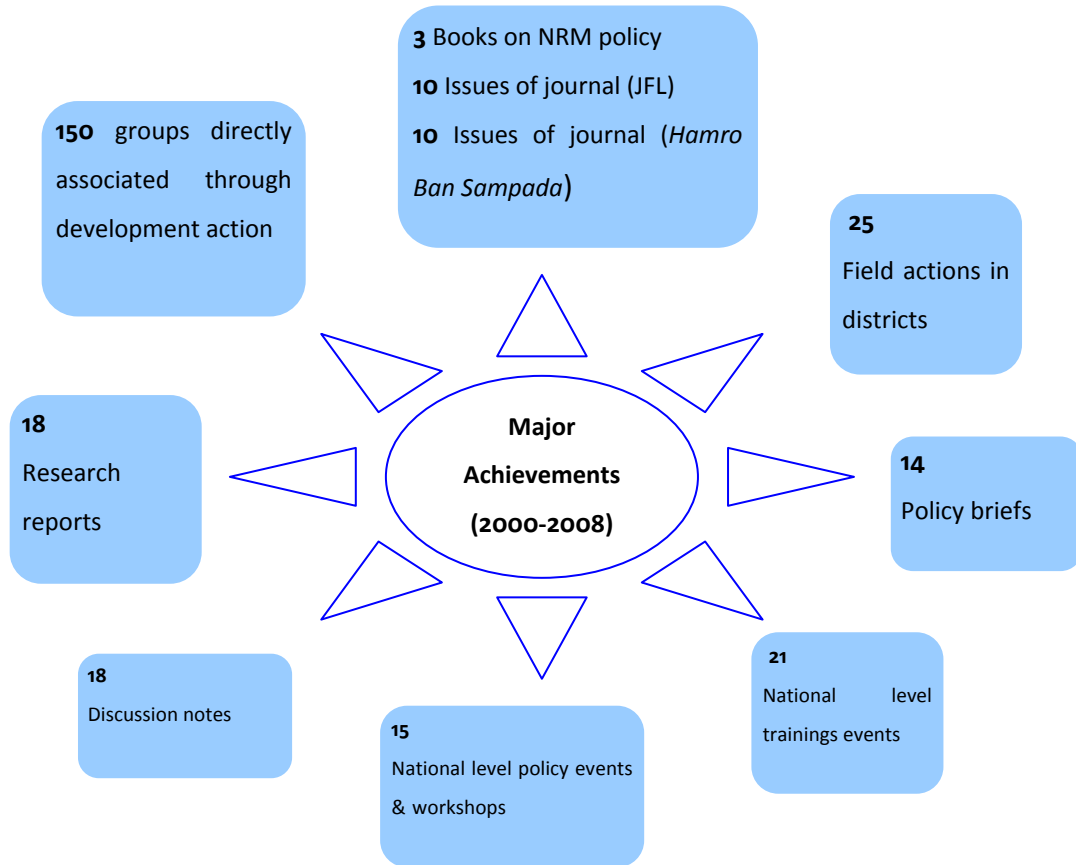 3 Books on NRM policy
10 Issues of journal (JFL)
10 Issues of journal (Hamro
Ban Sampada)
150 groups directly
associated through
development action
25
Field actions in
districts
18
Research
reports
Major
Achievements
(2000-2008)
14
Policy briefs
18
Discussion notes
15
National level policy events
& workshops
21
National level
trainings events